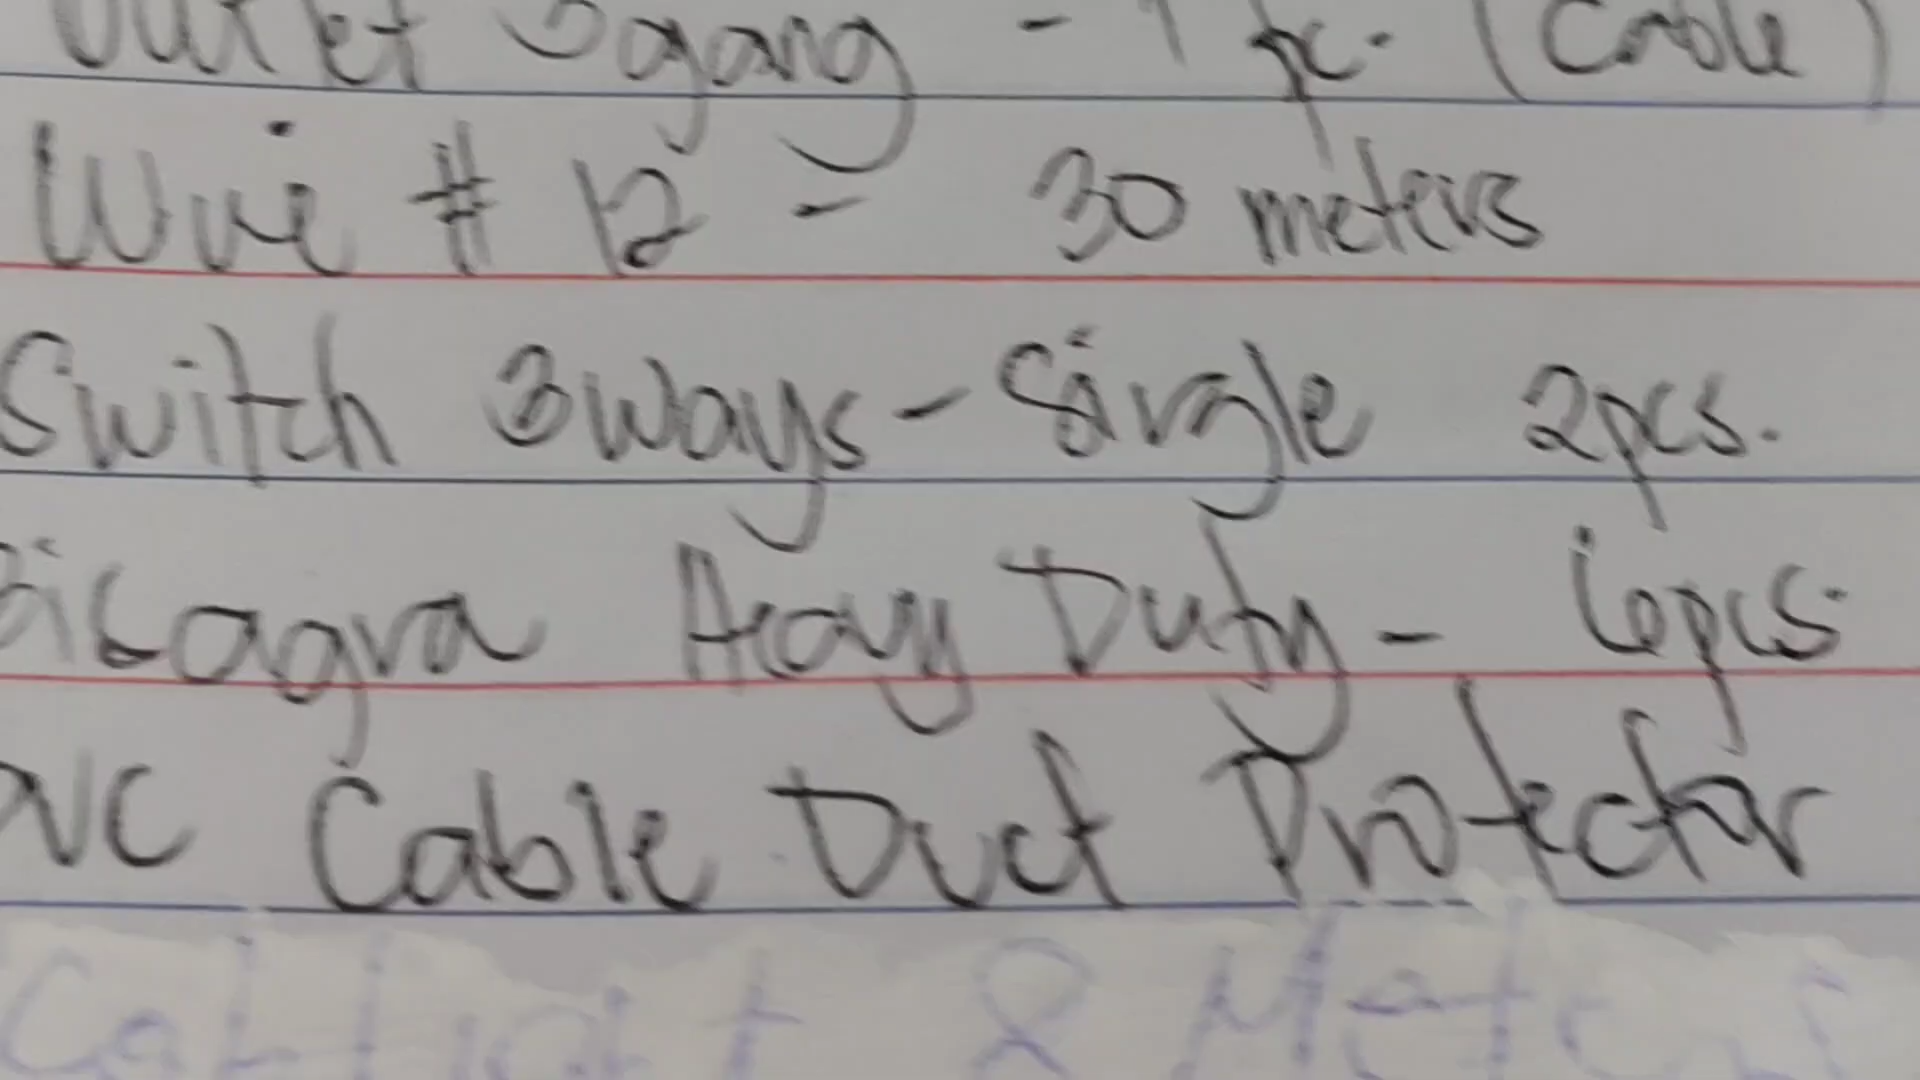 Outlet 3gang - 1 pc. (Cable)
Wire # 12 - 30 meters
Switch 3ways - Single 2pcs.
Bisagra Heavy Duty - 6pcs.
PVC Cable Duct Protector